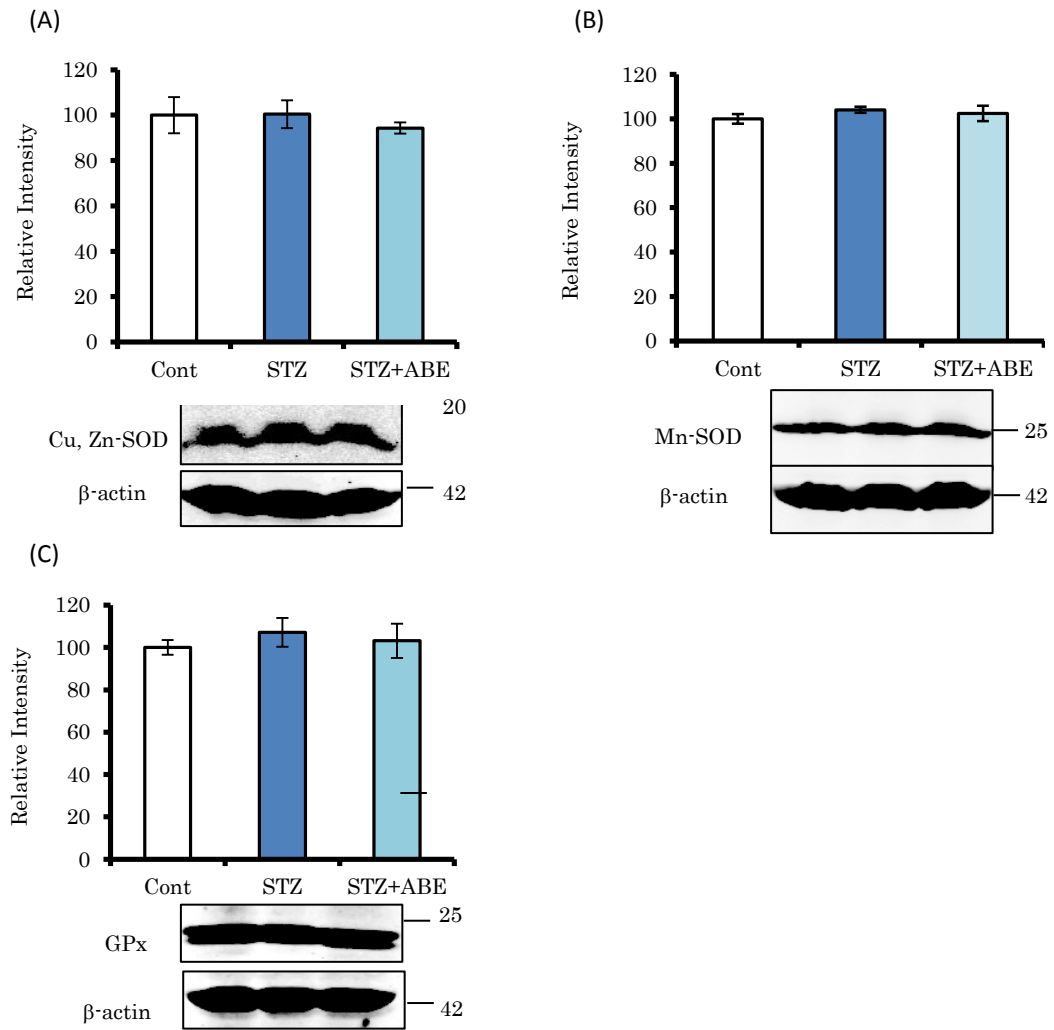 (A)
Relative Intensity
120
100
80
60
40
20
0
Cont STZ STZ+ABE
Cu, Zn-SOD 20
β-actin 42
(B)
Relative Intensity
120
100
80
60
40
20
0
Cont STZ STZ+ABE
Mn-SOD 25
β-actin 42
(C)
Relative Intensity
120
100
80
60
40
20
0
Cont STZ STZ+ABE
GPx 25
β-actin 42